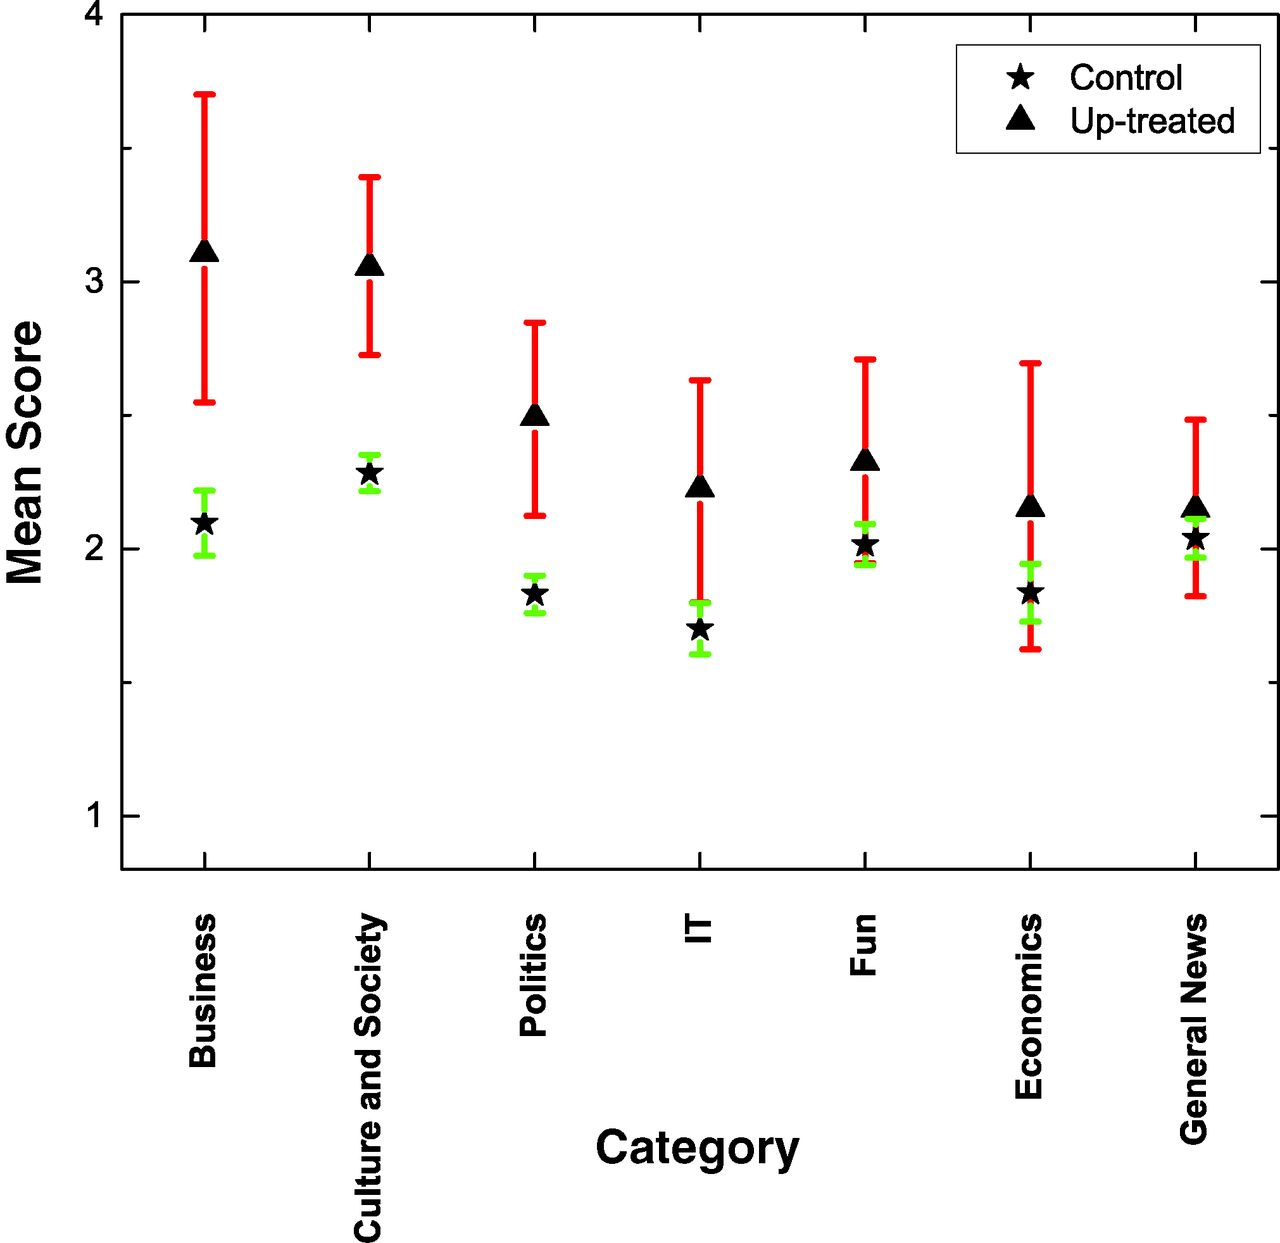 4
3
2
1
Mean Score
Control
Up-treated
Business
Culture and Society
Politics
IT
Fun
Economics
General News
Category